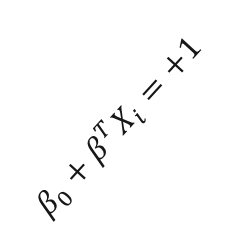 β₀ + βᵀXᵢ = +1